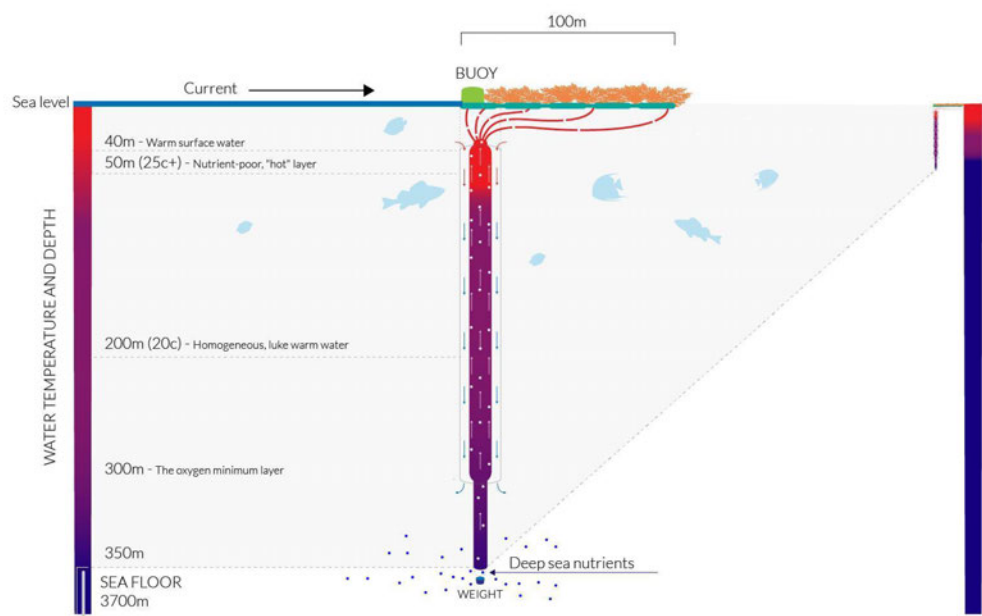 100m
BUOY
Current
Sea level
40m - Warm surface water
50m (25c+) - Nutrient-poor, "hot" layer
WATER TEMPERATURE AND DEPTH
200m (20c) - Homogeneous, luke warm water
300m - The oxygen minimum layer
350m
Deep sea nutrients
SEA FLOOR
3700m
WEIGHT